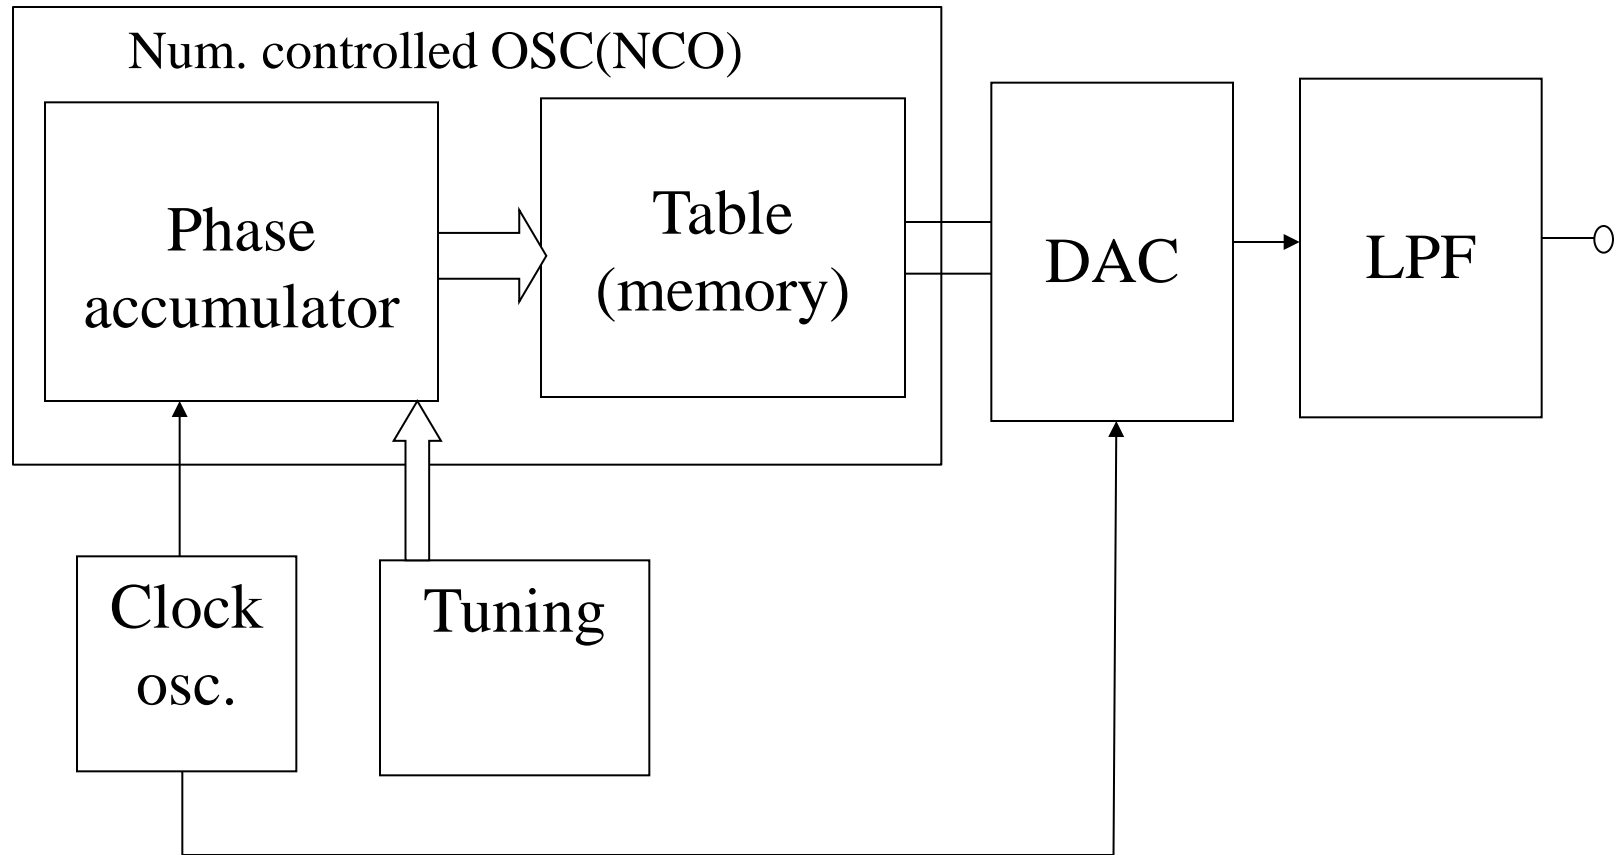 Num. controlled OSC(NCO)
Phase
accumulator
Table
(memory)
DAC
LPF
Clock
osc.
Tuning